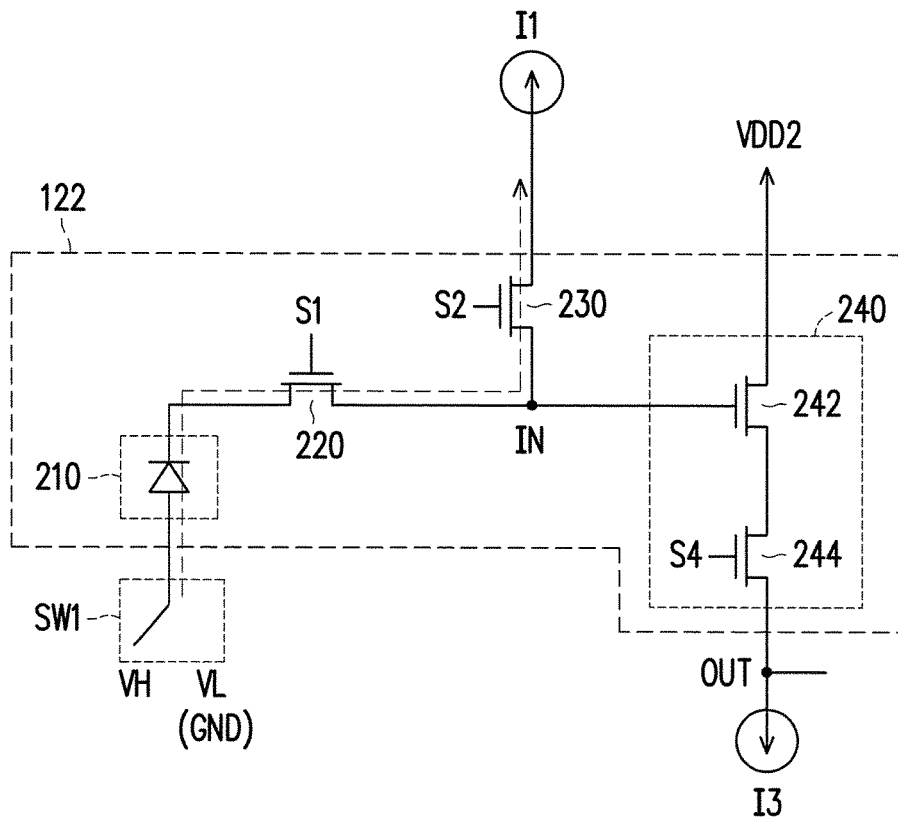 I1
VDD2
122
S2
230
S1
240
220
IN
242
210
S4
244
SW1
VH
VL
(GND)
OUT
I3